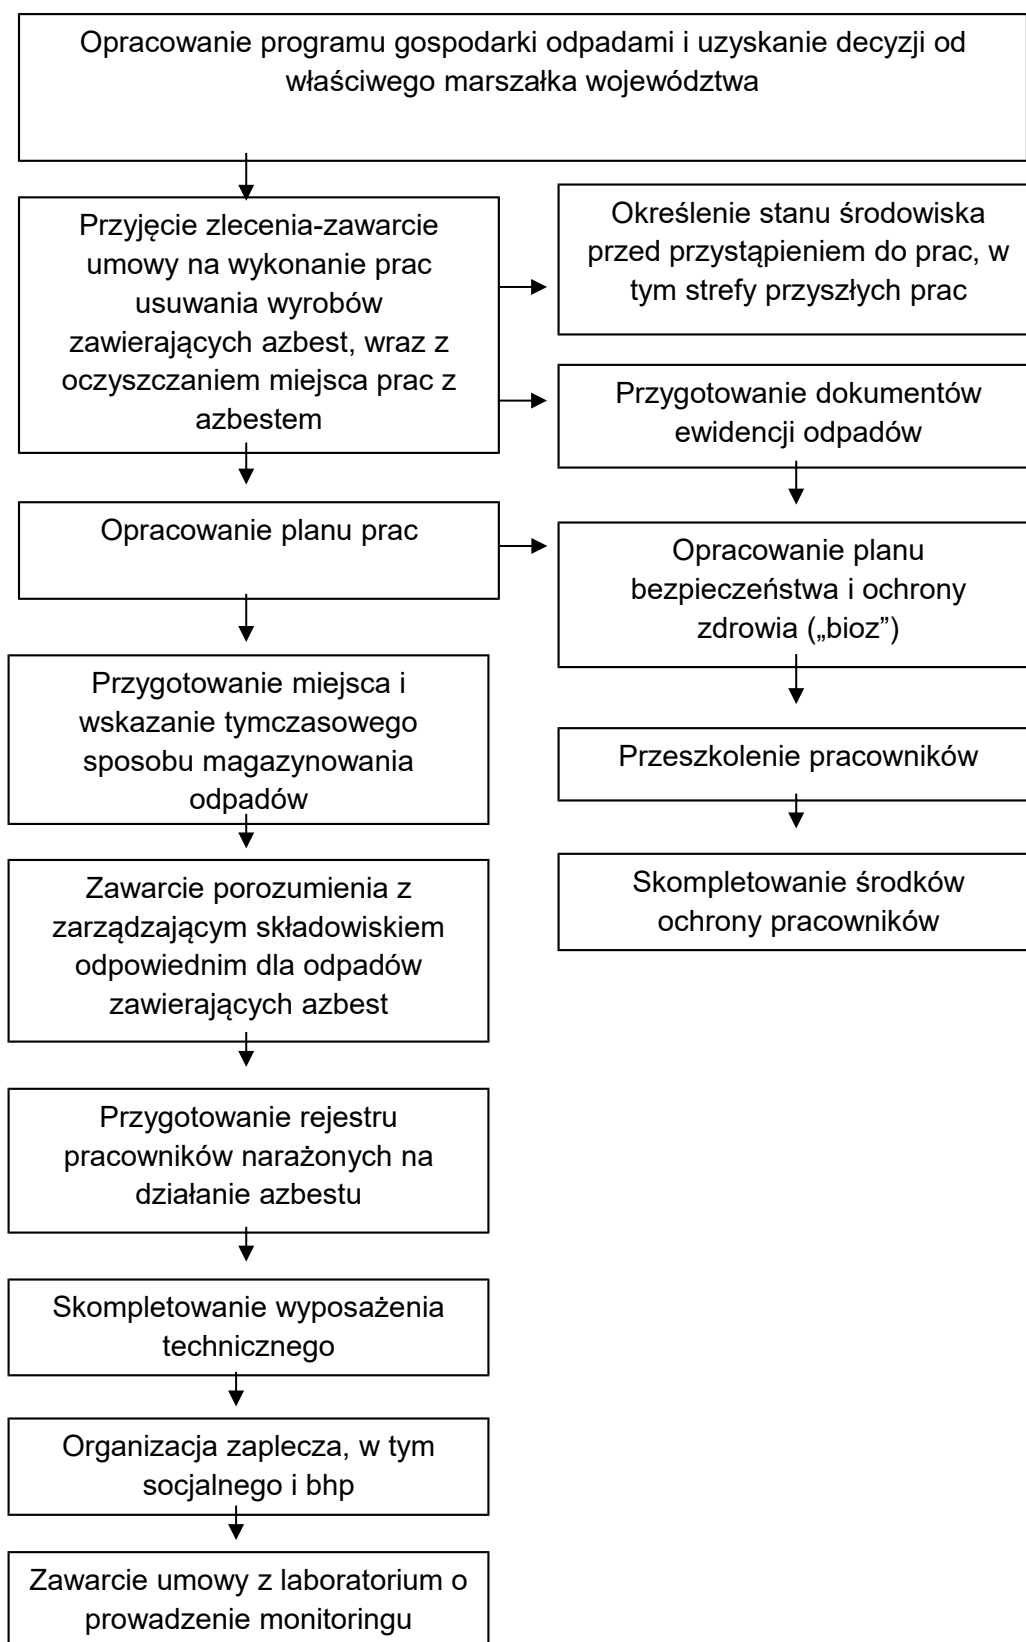 Opracowanie programu gospodarki odpadami i uzyskanie decyzji od
właściwego marszałka województwa
Przyjęcie zlecenia-zawarcie
umowy na wykonanie prac
usuwania wyrobów
zawierających azbest, wraz z
oczyszczaniem miejsca prac z
azbestem
Określenie stanu środowiska
przed przystąpieniem do prac, w
tym strefy przyszłych prac
Przygotowanie dokumentów
ewidencji odpadów
Opracowanie planu prac
Opracowanie planu
bezpieczeństwa i ochrony
zdrowia („bioz”)
Przygotowanie miejsca i
wskazanie tymczasowego
sposobu magazynowania
odpadów
Przeszkolenie pracowników
Zawarcie porozumienia z
zarządzającym składowiskiem
odpowiednim dla odpadów
zawierających azbest
Skompletowanie środków
ochrony pracowników
Przygotowanie rejestru
pracowników narażonych na
działanie azbestu
Skompletowanie wyposażenia
technicznego
Organizacja zaplecza, w tym
socjalnego i bhp
Zawarcie umowy z laboratorium o
prowadzenie monitoringu